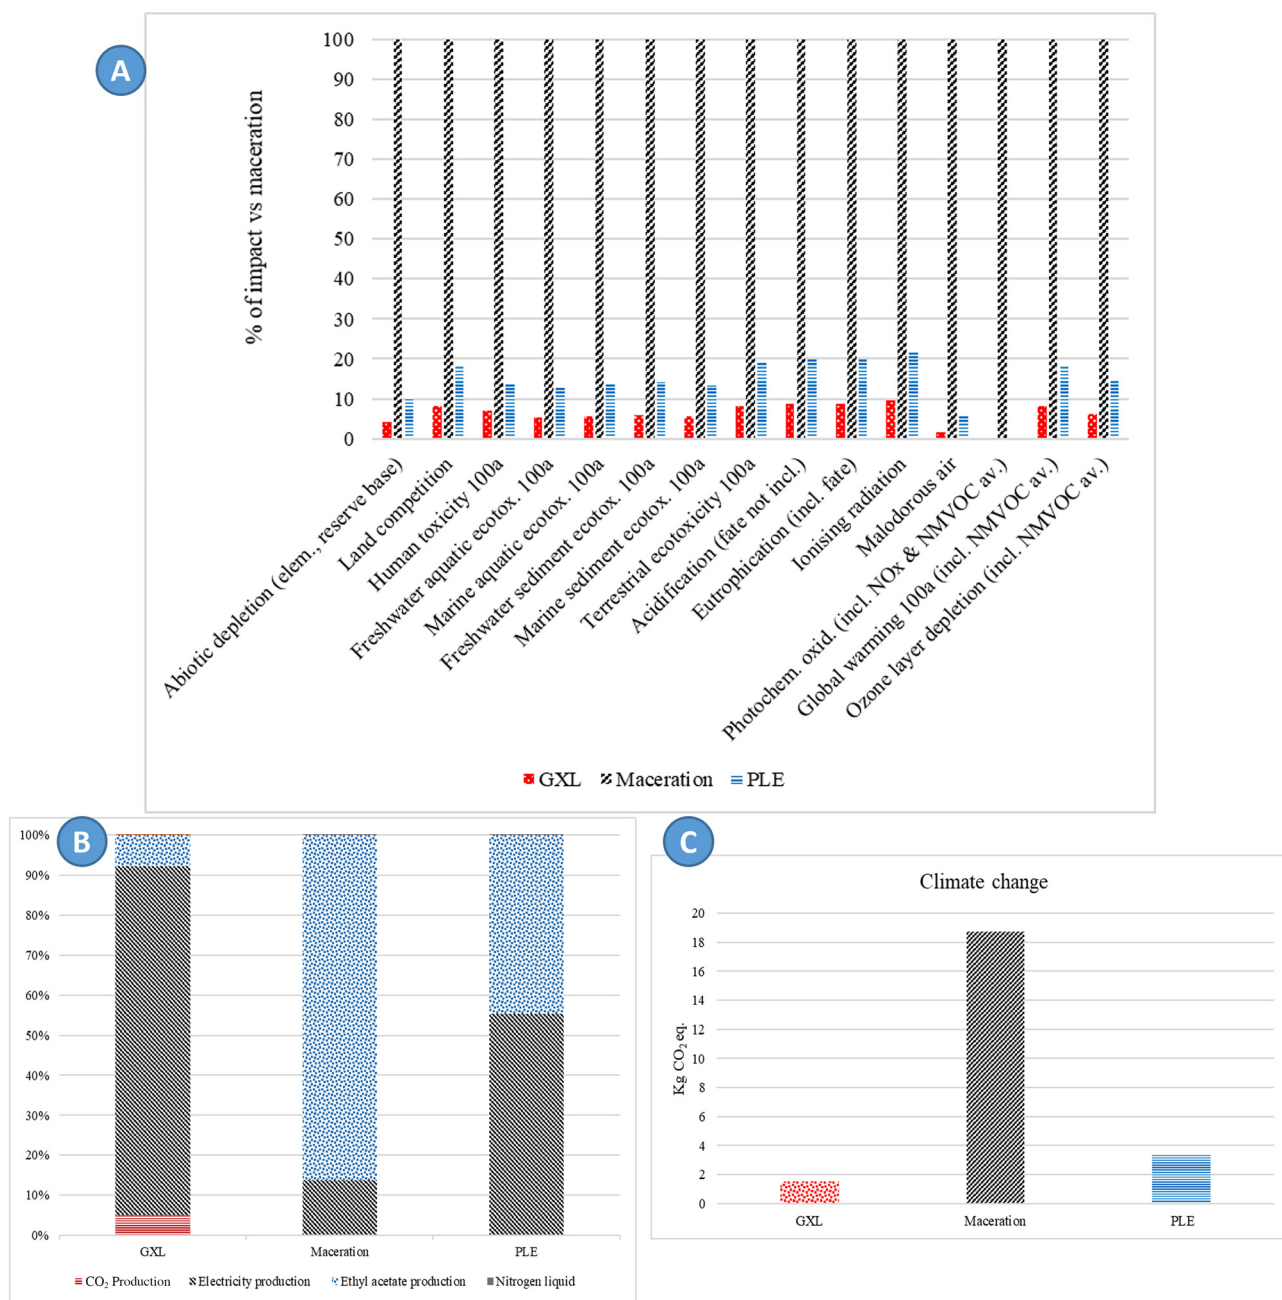 A
% of impact vs maceration
100
90
80
70
60
50
40
30
20
10
0
Abiotic depletion (elem., reserve base)
Land competition
Human toxicity 100a
Freshwater aquatic ecotox. 100a
Marine aquatic ecotox. 100a
Freshwater sediment ecotox. 100a
Marine sediment ecotox. 100a
Terrestrial ecotoxicity 100a
Acidification (fate not incl.)
Eutrophication (incl. fate)
Ionising radiation
Malodorous air
Photochem. oxid. (incl. NOx & NMVOC av.)
Global warming 100a (incl. NMVOC av.)
Ozone layer depletion (incl. NMVOC av.)
GXL Maceration PLE
B
100%
90%
80%
70%
60%
50%
40%
30%
20%
10%
0%
GXL Maceration PLE
CO₂ Production Electricity production Ethyl acetate production Nitrogen liquid
C
Climate change
Kg CO₂ eq.
20
18
16
14
12
10
8
6
4
2
0
GXL Maceration PLE